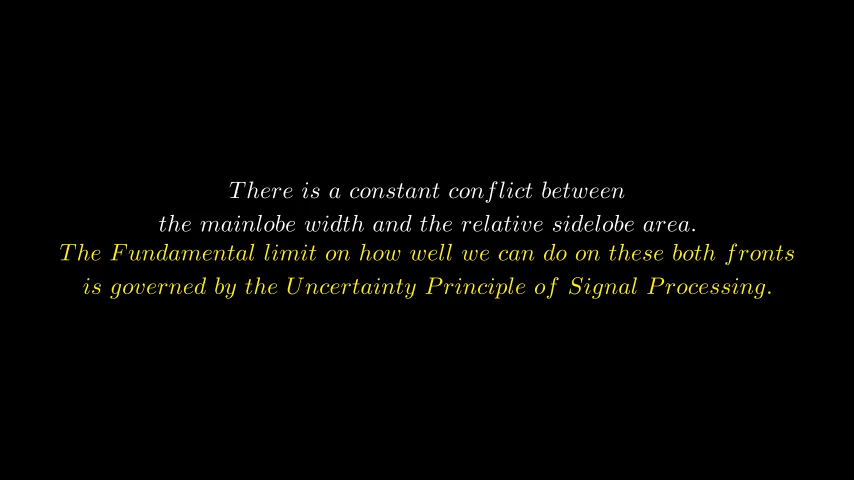 There is a constant conflict between
the mainlobe width and the relative sidelobe area.
The Fundamental limit on how well we can do on these both fronts
is governed by the Uncertainty Principle of Signal Processing.